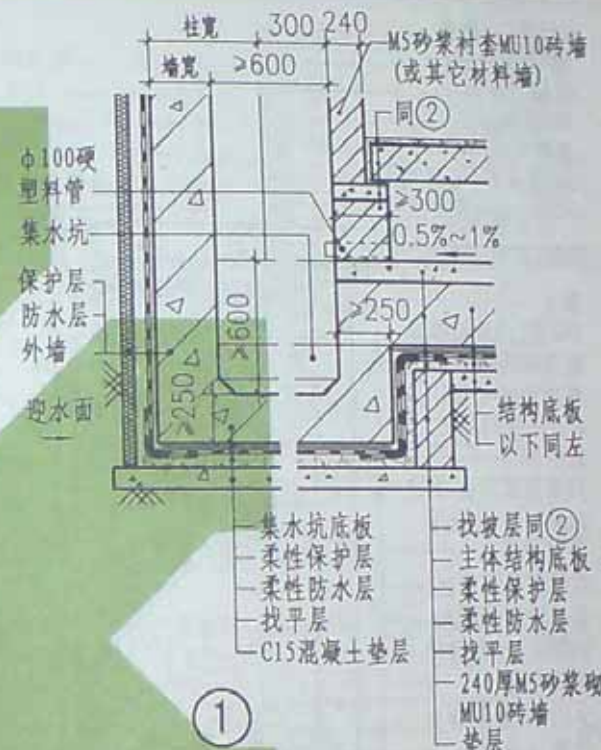 柱宽 300 240
墙宽 ≥600
M5砂浆衬套MU10砖墙
(或其它材料墙)
同②
φ100硬
塑料管
集水坑
保护层
防水层
外墙
迎水面
≥300
0.5%~1%
≥250
≥600
≥250
结构底板
以下同左
集水坑底板
柔性保护层
柔性防水层
找平层
C15混凝土垫层
找坡层同②
主体结构底板
柔性保护层
柔性防水层
找平层
240厚M5砂浆砌
MU10砖墙
垫层
①